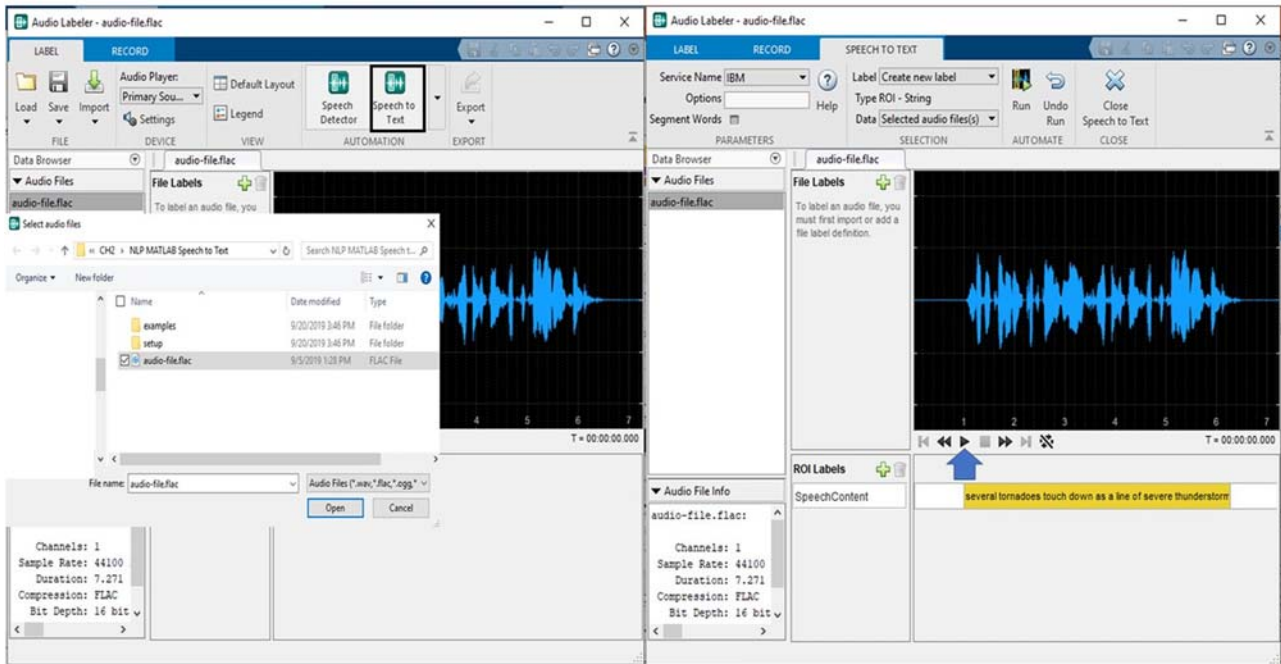 Audio Labeler - audio-file.flac
LABEL RECORD
Load Save Import
FILE
Audio Player:
Primary Sou...
Settings
DEVICE
Default Layout
Legend
VIEW
Speech Detector
Speech to Text
AUTOMATION
Export
EXPORT
Data Browser
audio-file.flac
Audio Files
audio-file.flac
File Labels
To label an audio file, you
Select audio files
« CH2 › NLP MATLAB Speech to Text
Search NLP MATLAB Speech t...
Organize New folder
Name Date modified Type
examples 9/20/2019 3:46 PM File folder
setup 9/20/2019 3:46 PM File folder
audio-file.flac 9/5/2019 1:28 PM FLAC File
4 5 6 7
T = 00:00:00.000
File name: audio-file.flac
Audio Files (*.wav,*.flac,*.ogg,*
Open Cancel
Channels: 1
Sample Rate: 44100
Duration: 7.271
Compression: FLAC
Bit Depth: 16 bit
Audio Labeler - audio-file.flac
LABEL RECORD SPEECH TO TEXT
Service Name IBM
Options
Segment Words
Help
PARAMETERS
Label Create new label
Type ROI - String
Data Selected audio files(s)
SELECTION
Run
Undo Run
AUTOMATE
Close
Speech to Text
CLOSE
Data Browser
audio-file.flac
Audio Files
audio-file.flac
File Labels
To label an audio file, you
must first import or add a
file label definition.
1 2 3 4 5 6 7
T = 00:00:00.000
ROI Labels
SpeechContent
several tornadoes touch down as a line of severe thunderstorm
Audio File Info
audio-file.flac:
Channels: 1
Sample Rate: 44100
Duration: 7.271
Compression: FLAC
Bit Depth: 16 bit